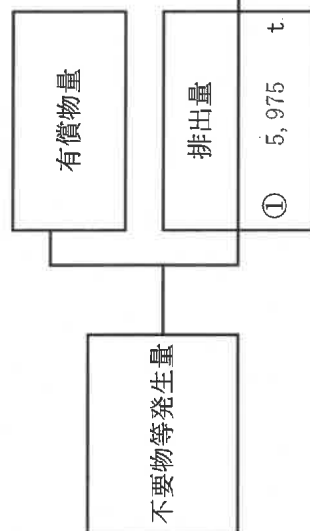 不要物等発生量
有償物量
排出量
① 5,975 t